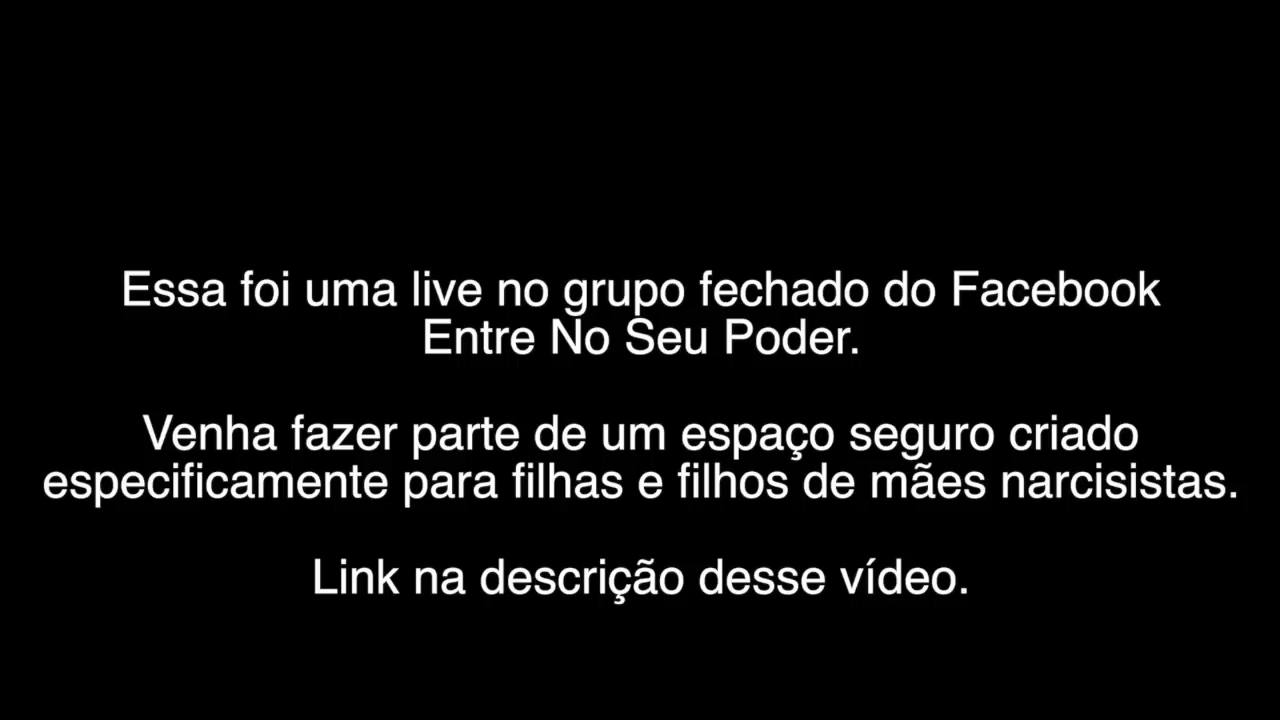 Essa foi uma live no grupo fechado do Facebook
Entre No Seu Poder.
Venha fazer parte de um espaço seguro criado
especificamente para filhas e filhos de mães narcisistas.
Link na descrição desse vídeo.